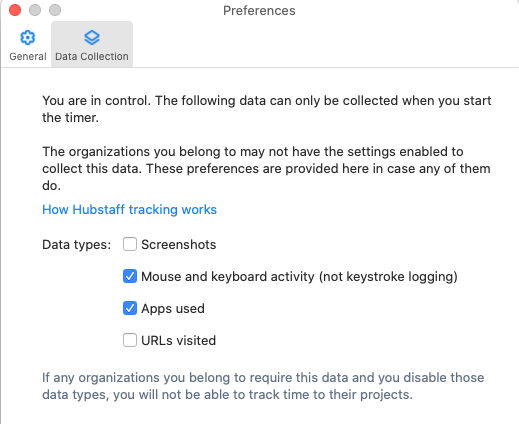 Preferences
General
Data Collection
You are in control. The following data can only be collected when you start
the timer.
The organizations you belong to may not have the settings enabled to
collect this data. These preferences are provided here in case any of them
do.
How Hubstaff tracking works
Data types:
Screenshots
Mouse and keyboard activity (not keystroke logging)
Apps used
URLs visited
If any organizations you belong to require this data and you disable those
data types, you will not be able to track time to their projects.